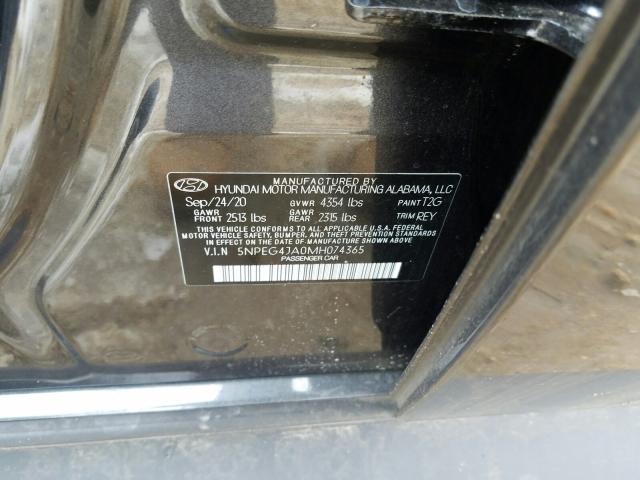 MANUFACTURED BY
HYUNDAI MOTOR MANUFACTURING ALABAMA, LLC
Sep/24/20 GVWR 4354 lbs PAINT T2G
GAWR FRONT 2513 lbs GAWR REAR 2315 lbs TRIM REY
THIS VEHICLE CONFORMS TO ALL APPLICABLE FEDERAL
MOTOR VEHICLE SAFETY, BUMPER, AND THEFT PREVENTION STANDARDS IN EFFECT ON THE DATE OF MANUFACTURE SHOWN ABOVE.
V.I.N 5NPEG4JA0MH074365
PASSENGER CAR